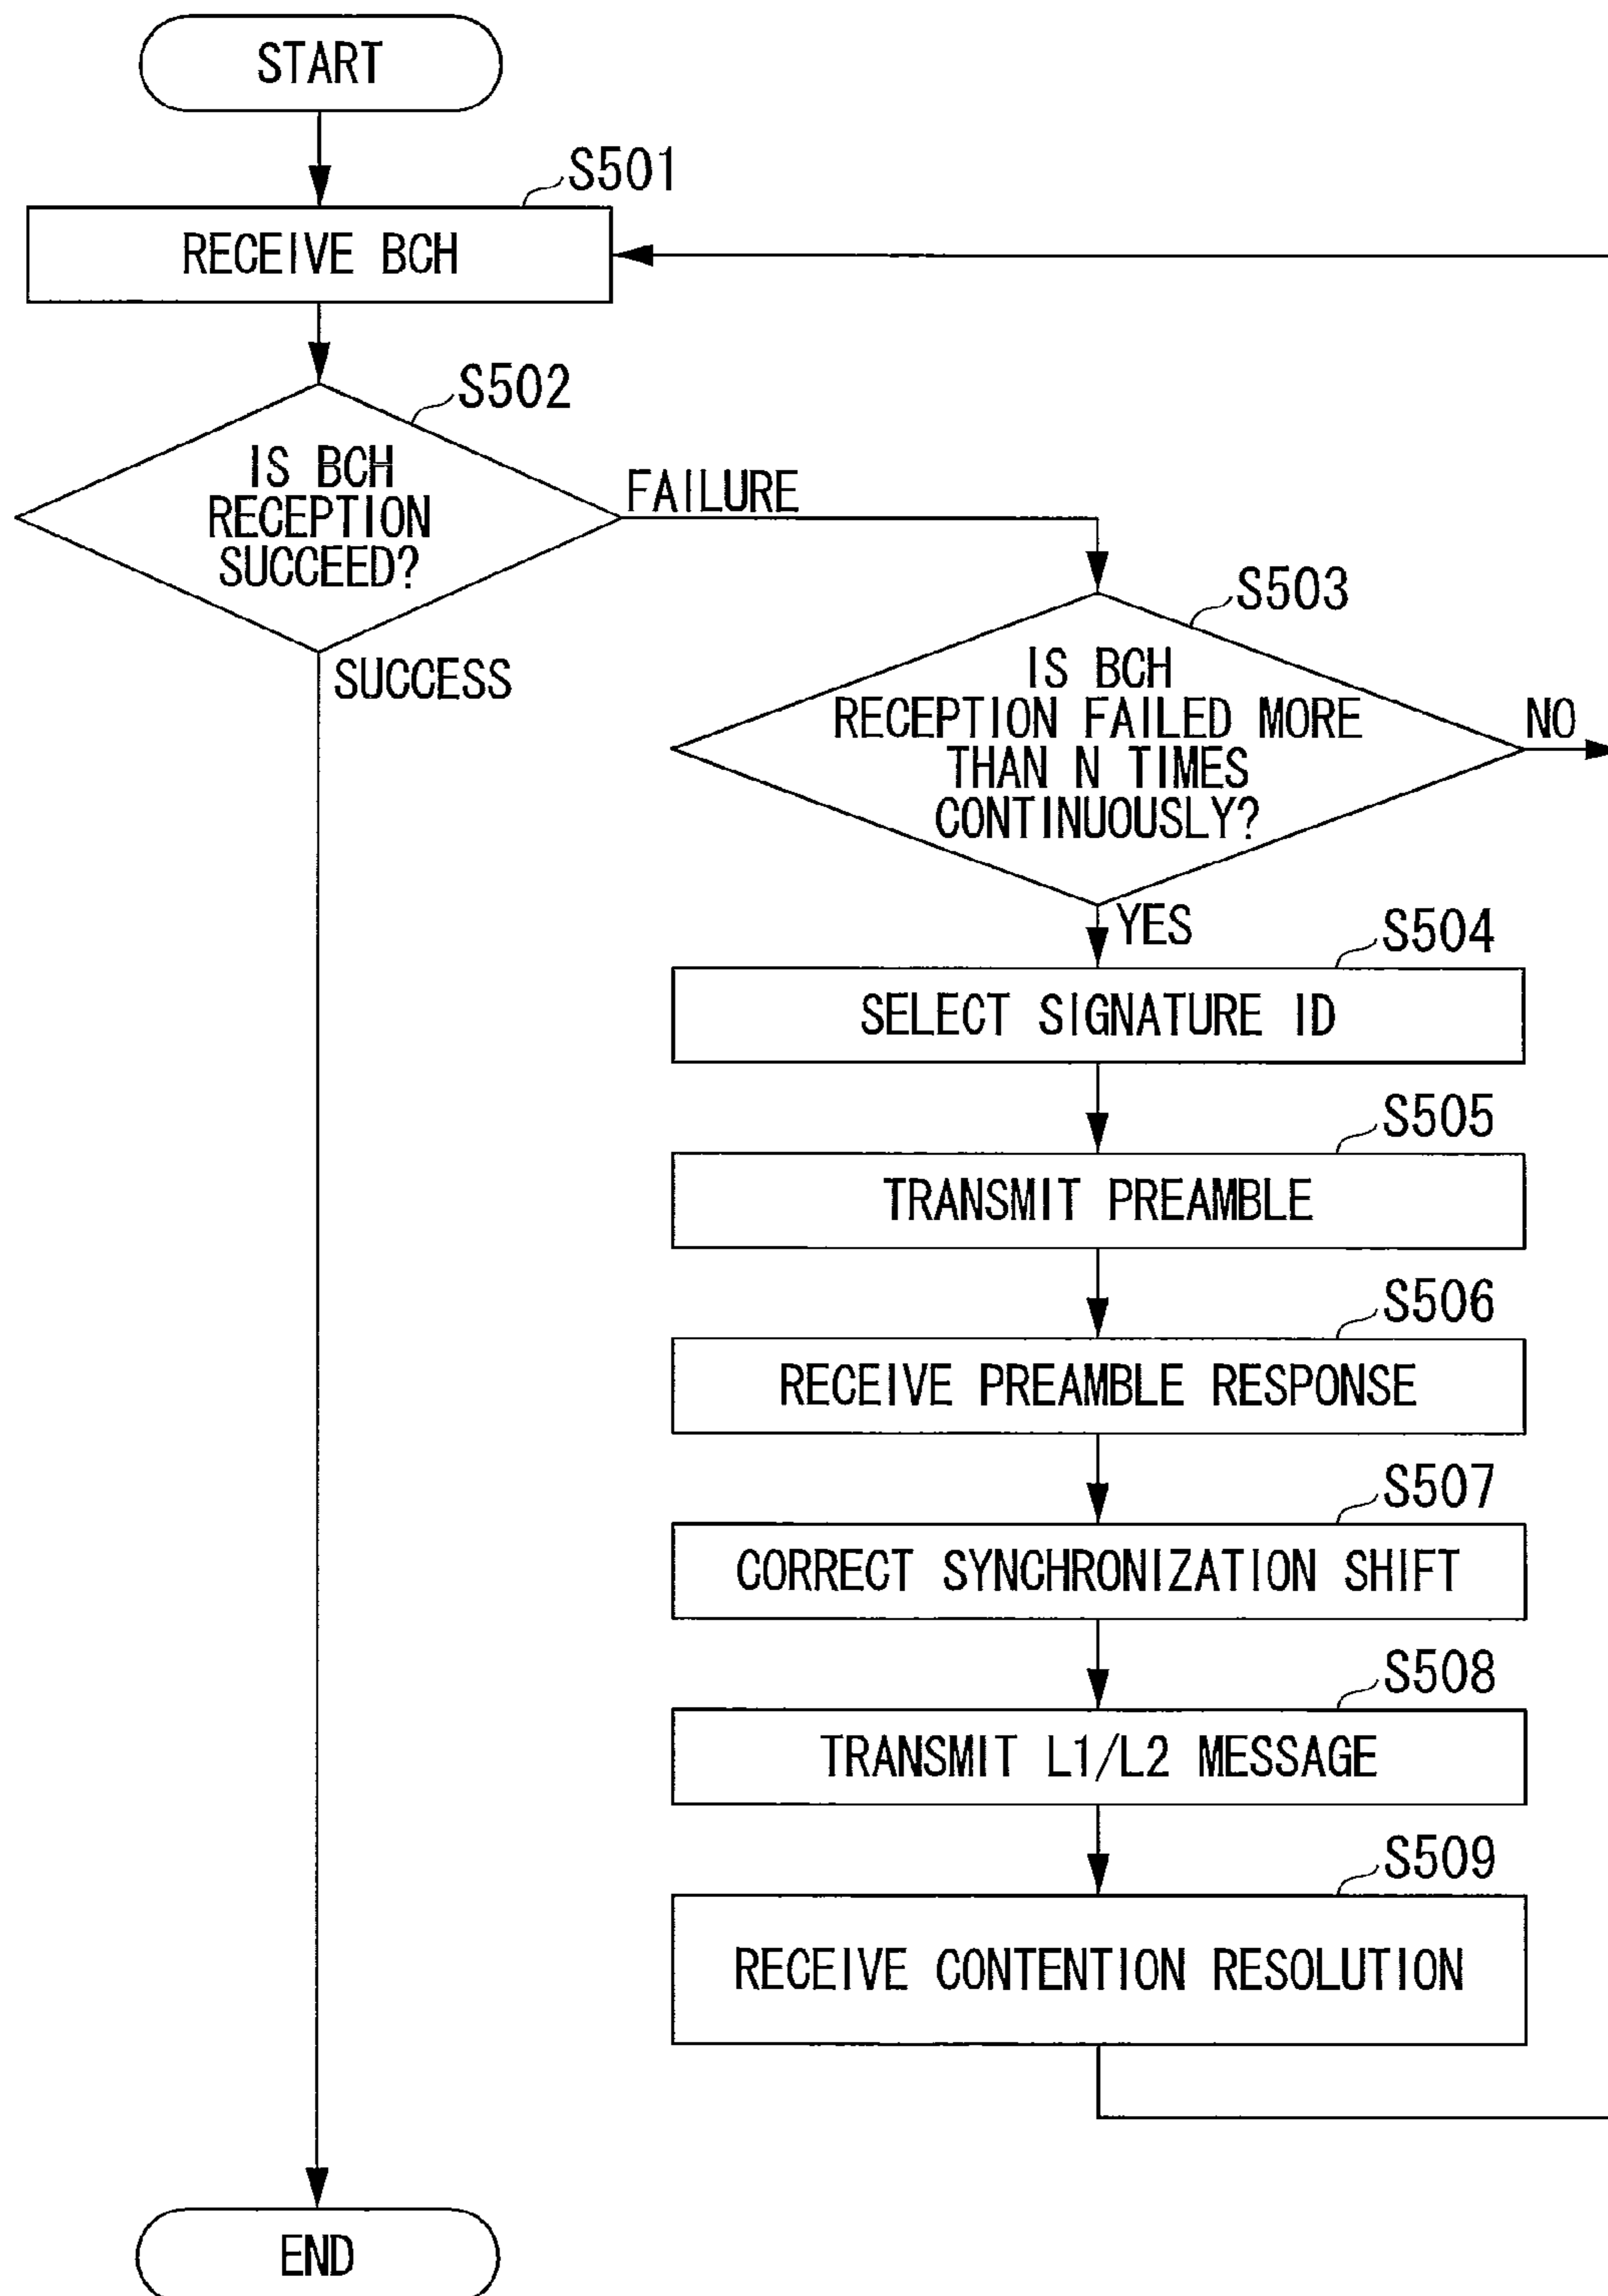 START
S501
RECEIVE BCH
S502
IS BCH
RECEPTION
SUCCEED?
FAILURE
SUCCESS
S503
IS BCH
RECEPTION FAILED MORE
THAN N TIMES
CONTINUOUSLY?
NO
YES
S504
SELECT SIGNATURE ID
S505
TRANSMIT PREAMBLE
S506
RECEIVE PREAMBLE RESPONSE
S507
CORRECT SYNCHRONIZATION SHIFT
S508
TRANSMIT L1/L2 MESSAGE
S509
RECEIVE CONTENTION RESOLUTION
END